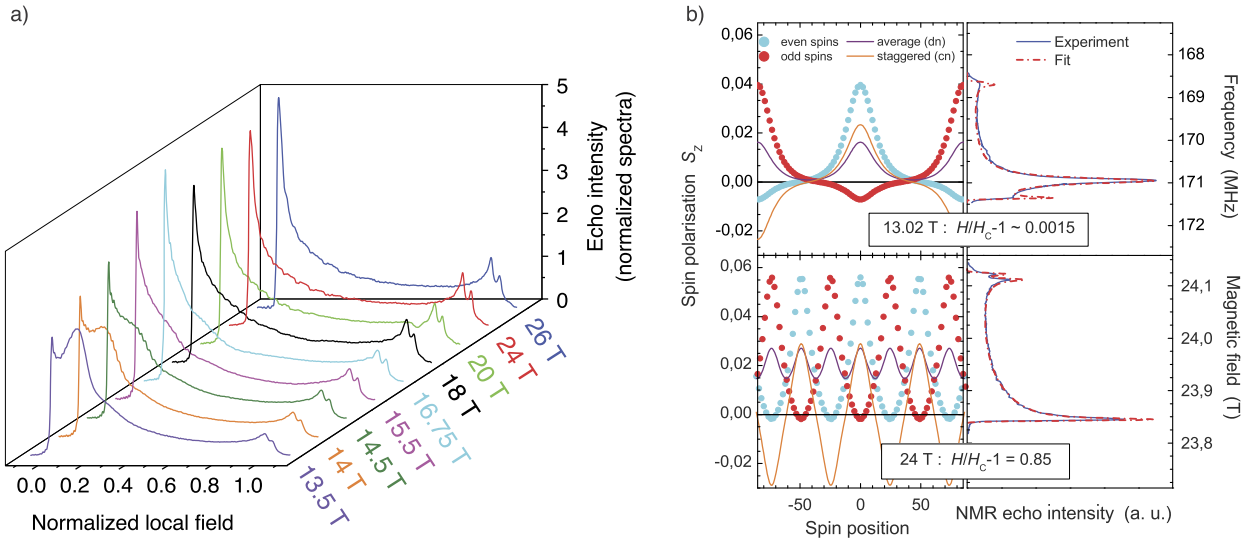 a)
5
4
3
2
1
0
Echo intensity
(normalized spectra)
26 T
24 T
20 T
18 T
16.75 T
15.5 T
14.5 T
14 T
13.5 T
0.0 0.2 0.4 0.6 0.8 1.0
Normalized local field
b)
0,06
0,04
0,02
0,00
-0,02
even spins
odd spins
average (dn)
staggered (cn)
Experiment
Fit
168
169
170
171
172
Frequency (MHz)
13.02 T : H/HC-1 ~ 0.0015
Spin polarisation SZ
0,06
0,04
0,02
0,00
-0,02
24,1
24,0
23,9
23,8
Magnetic field (T)
24 T : H/HC-1 = 0.85
-50 0 50
Spin position
NMR echo intensity (a. u.)